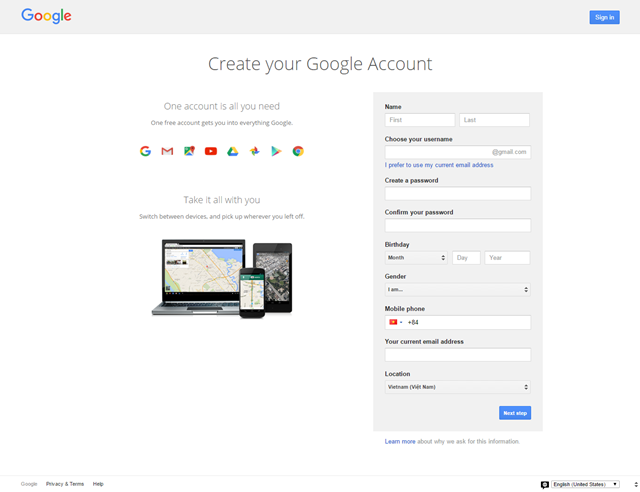 Google
Sign in
Create your Google Account
One account is all you need
One free account gets you into everything Google.
Take it all with you
Switch between devices, and pick up wherever you left off.
Name
First Last
Choose your username
@gmail.com
I prefer to use my current email address
Create a password
Confirm your password
Birthday
Month Day Year
Gender
I am...
Mobile phone
+84
Your current email address
Location
Vietnam (Việt Nam)
Next step
Learn more about why we ask for this information.
Google Privacy & Terms Help
English (United States)